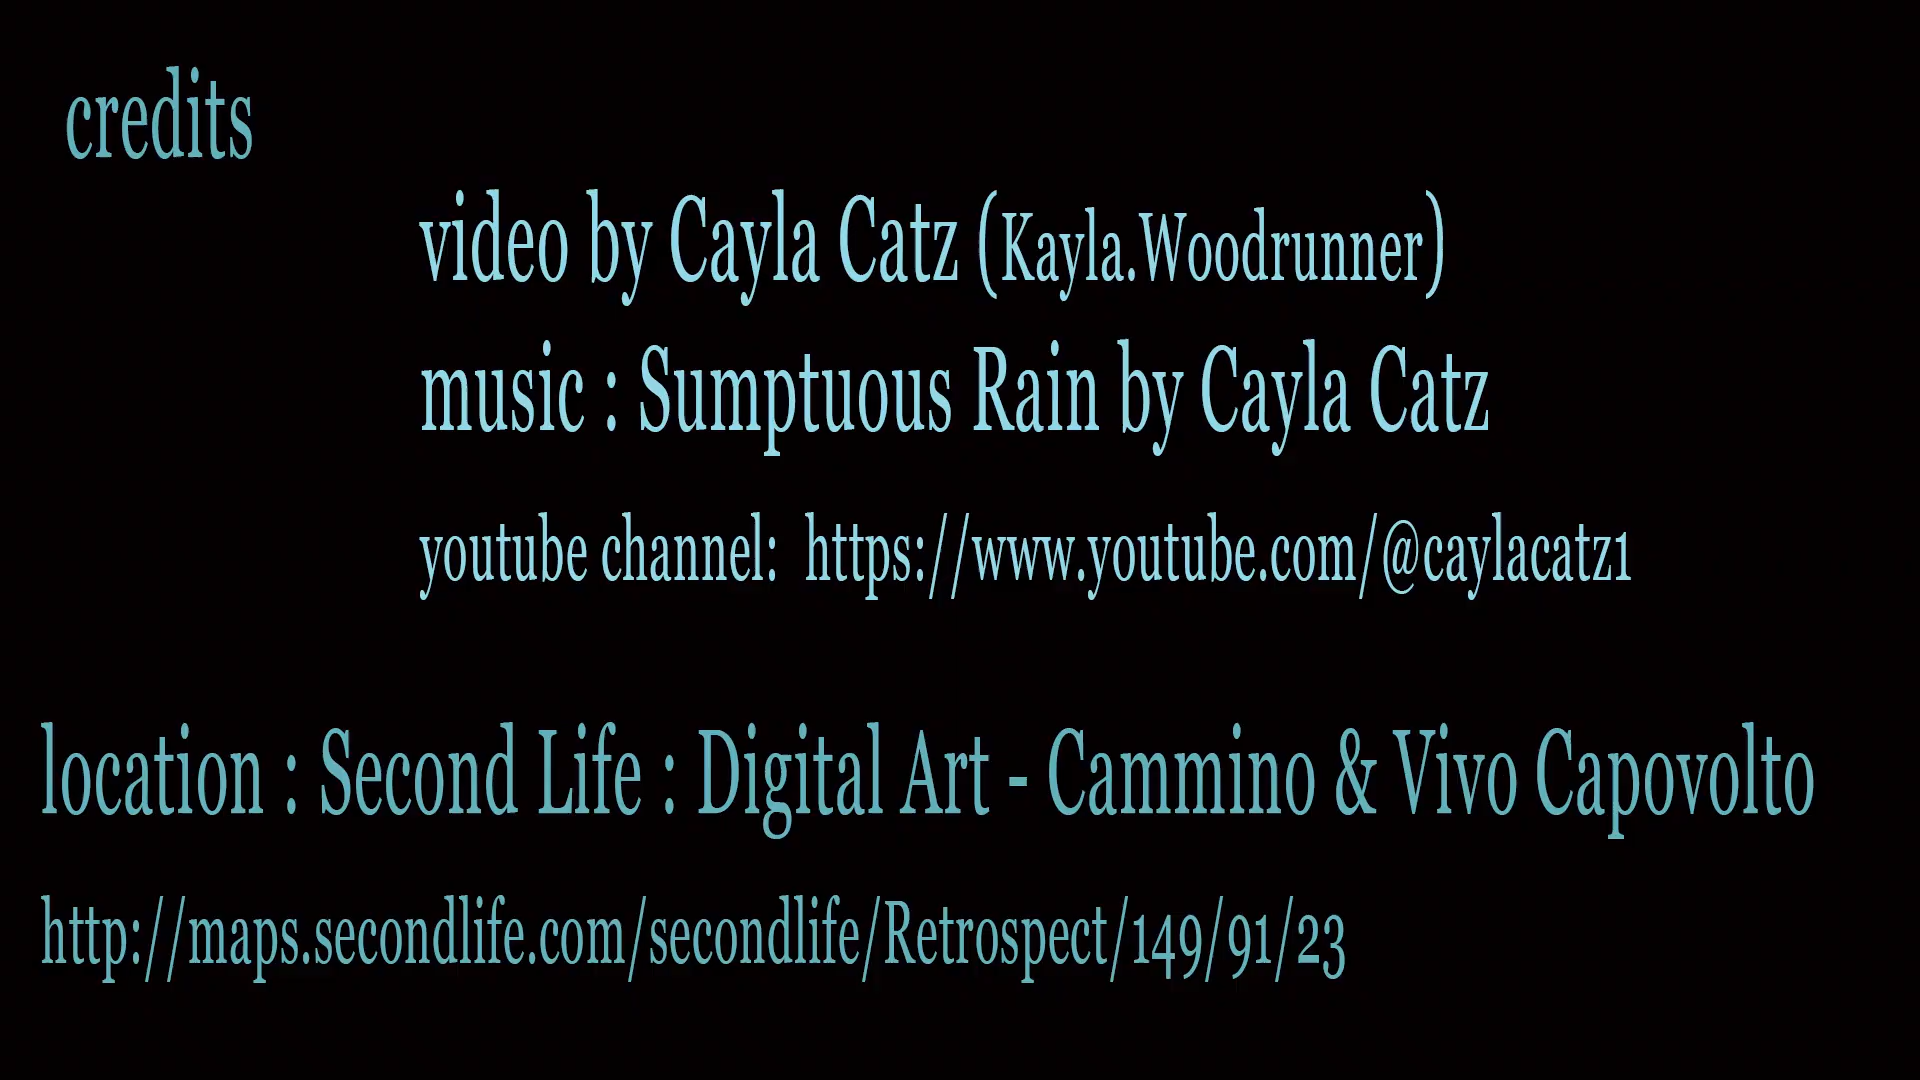 credits
video by Cayla Catz (Kayla.Woodrunner)
music : Sumptuous Rain by Cayla Catz
youtube channel:  https://www.youtube.com/@caylacatz1
location : Second Life : Digital Art - Cammino & Vivo Capovolto
http://maps.secondlife.com/secondlife/Retrospect/149/91/23